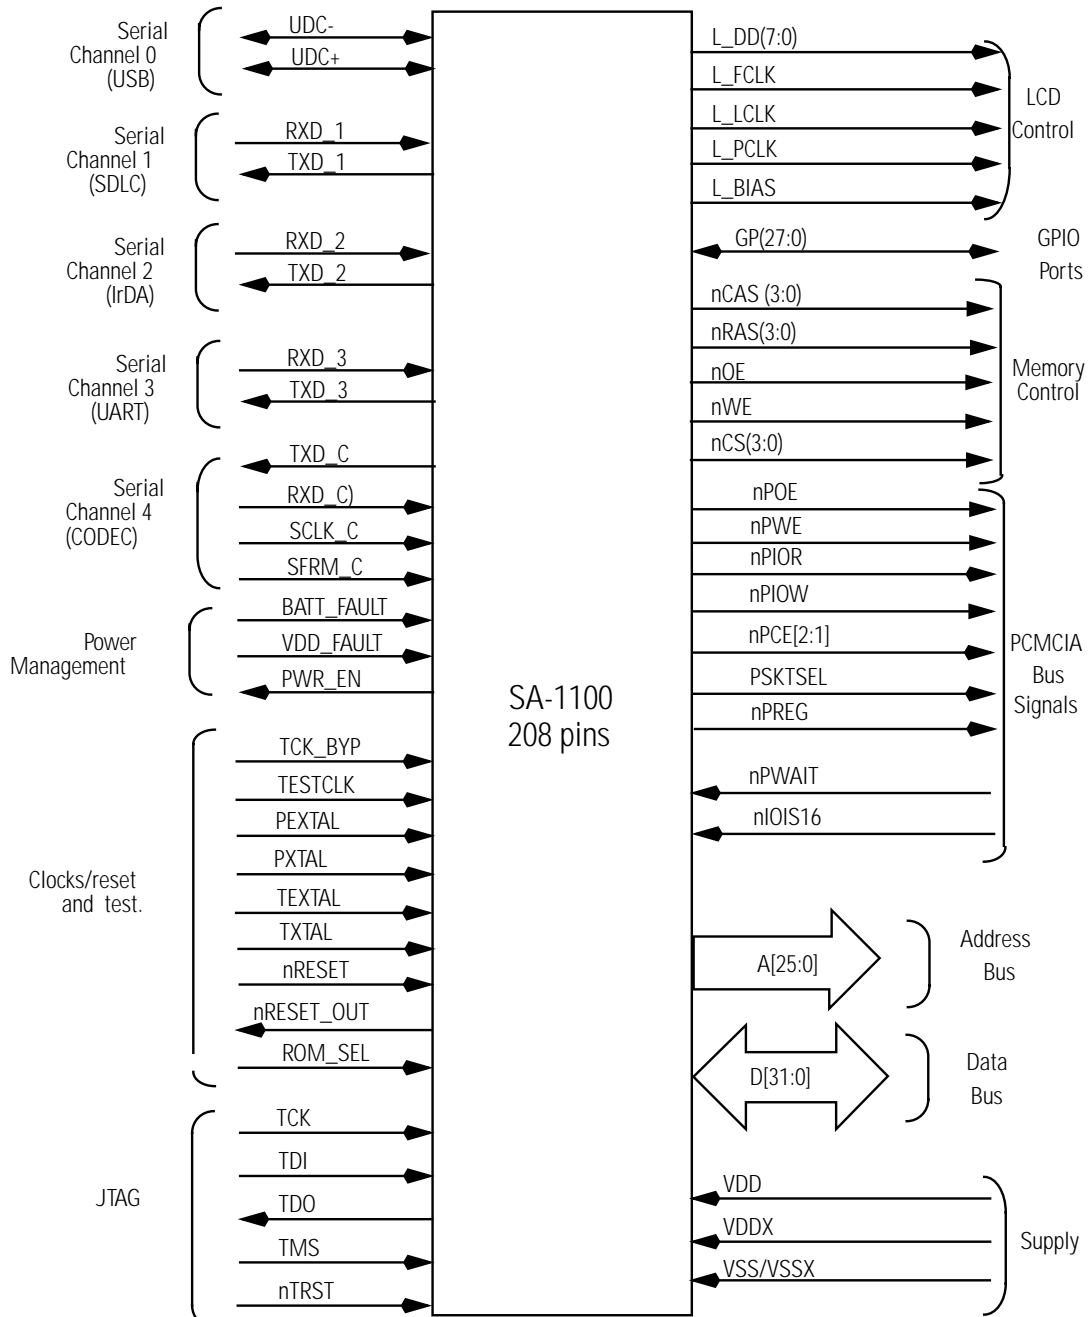 Serial
Channel 0
(USB)
UDC-
UDC+
Serial
Channel 1
(SDLC)
RXD_1
TXD_1
Serial
Channel 2
(IrDA)
RXD_2
TXD_2
Serial
Channel 3
(UART)
RXD_3
TXD_3
Serial
Channel 4
(CODEC)
TXD_C
RXD_C)
SCLK_C
SFRM_C
Power
Management
BATT_FAULT
VDD_FAULT
PWR_EN
Clocks/reset
and test.
TCK_BYP
TESTCLK
PEXTAL
PXTAL
TEXTAL
TXTAL
nRESET
nRESET_OUT
ROM_SEL
JTAG
TCK
TDI
TDO
TMS
nTRST
SA-1100
208 pins
L_DD(7:0)
L_FCLK
L_LCLK
L_PCLK
L_BIAS
LCD
Control
GP(27:0)
GPIO
Ports
nCAS (3:0)
nRAS(3:0)
nOE
nWE
nCS(3:0)
Memory
Control
nPOE
nPWE
nPIOR
nPIOW
nPCE[2:1]
PSKTSEL
nPREG
nPWAIT
nIOIS16
PCMCIA
Bus
Signals
A[25:0]
Address
Bus
D[31:0]
Data
Bus
VDD
VDDX
VSS/VSSX
Supply